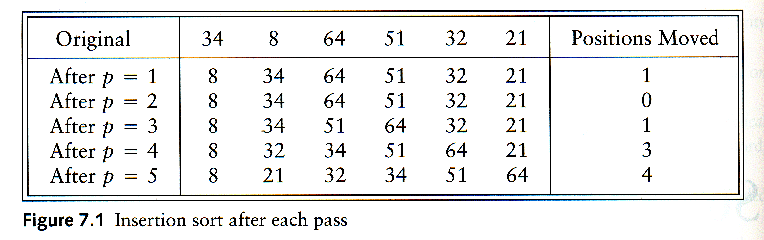 Original 34 8 64 51 32 21 Positions Moved
After p = 1 8 34 64 51 32 21 1
After p = 2 8 34 64 51 32 21 0
After p = 3 8 34 51 64 32 21 1
After p = 4 8 32 34 51 64 21 3
After p = 5 8 21 32 34 51 64 4
Figure 7.1 Insertion sort after each pass